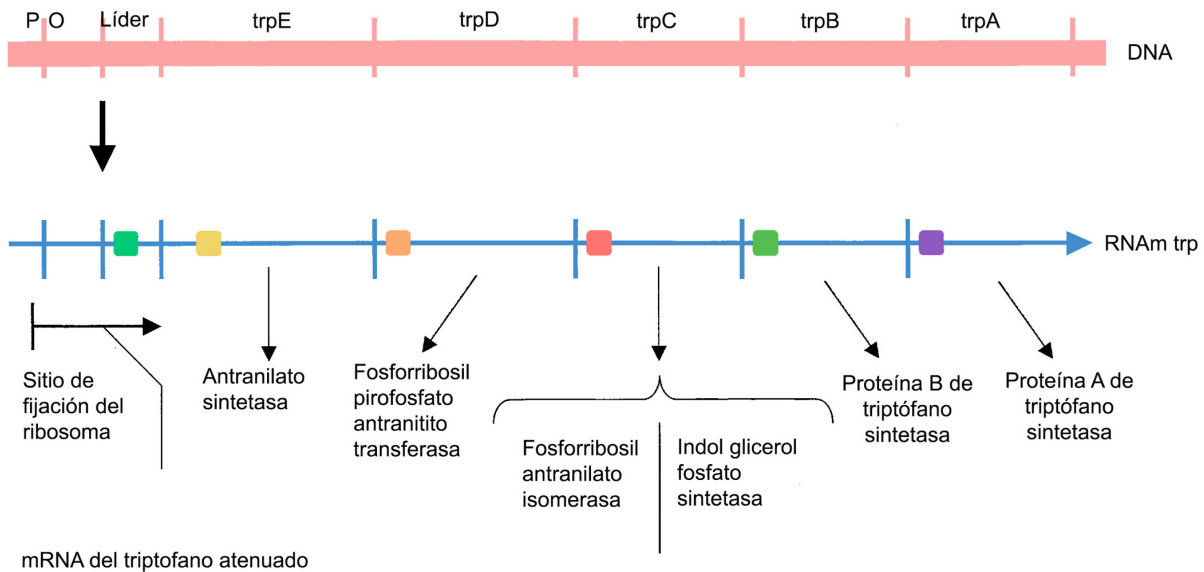 P O Líder trpE trpD trpC trpB trpA
DNA
RNAm trp
Sitio de
fijación del
ribosoma
Antranilato
sintetasa
Fosforribosil
pirofosfato
antranitito
transferasa
Fosforribosil
antranilato
isomerasa
Indol glicerol
fosfato
sintetasa
Proteína B de
triptófano
sintetasa
Proteína A de
triptófano
sintetasa
mRNA del triptofano atenuado